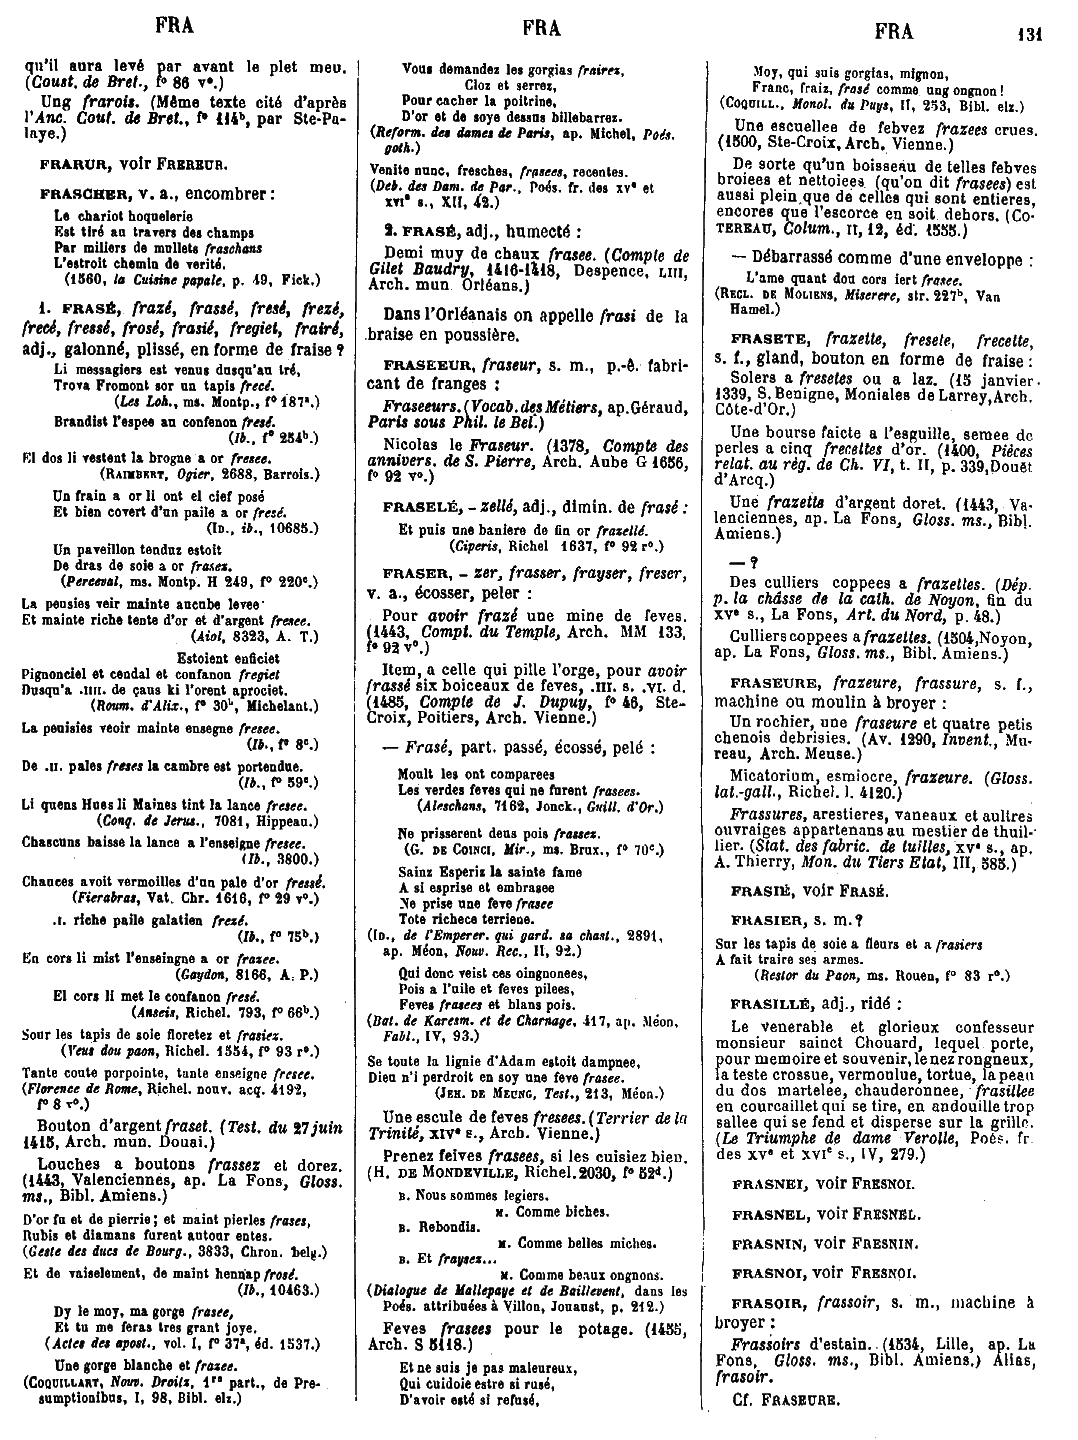 FRA
FRA
FRA
131
qu'il aura levé par avant le plet meu.
(Coust. de Bret., f° 86 v°.)
Ung frarois. (Même texte cité d'après
l'Anc. Cout. de Bret., f° 114b, par Ste-Pa-
laye.)
FRARUR, voir FREREUR.
FRASCHER, v. a., encombrer :
Le chariot hoquelerie
Est tiré au travers des champs
Par miliers de mullets fraschans
L'estroit chemin de verité.
(1560, la Cuisine papale, p. 49, Fick.)
1. FRASÉ, frazé, frassé, fresé, frezé,
frecé, fressé, frosé, frasié, fregiet, frairé,
adj., galonné, plissé, en forme de fraise ?
Li messagiers est venus dusqu'au tré,
Trova Fromont sor un tapis frecé.
(Les Loh., ms. Montp., f° 187a.)
Brandist l'espee au confenon fresé.
(Ib., f° 254b.)
El dos li vestent la brogne a or fresee.
(RAIMBERT, Ogier, 2688, Barrois.)
Un frain a or li ont el cief posé
Et bien covert d'un paile a or fresé.
(ID., ib., 10685.)
Un paveillon tenduz estoit
De dras de soie a or frasez.
(Perceval, ms. Montp. H 249, f° 220c.)
La peusies veir mainte aucube levee
Et mainte riche tente d'or et d'argent fresee.
(Aiol, 8323, A. T.)
Estoient enficiet
Pignonciel et cendal et confanon fregiet
Dusqu'a .IIII. de çaus ki l'orent aprociet.
(Roum. d'Alix., f° 30b, Michelant.)
La peuisies veoir mainte ensegne fresee.
(Ib., f° 8c.)
De .II. pales freses la cambre est portendue.
(Ib., f° 59c.)
Li quens Hues li Maines tint la lance fresee.
(Conq. de Jerus., 7081, Hippeau.)
Chascuns baisse la lance a l'enseigne fresee.
(Ib., 3800.)
Chauces avoit vermoilles d'un pale d'or fressé.
(Fierabras, Vat. Chr. 1616, f° 29 v°.)
.I. riche paile galatien frezé.
(Ib., f° 75b.)
En cors li mist l'enseingne a or frazee.
(Gaydon, 8166, A. P.)
El cors li met le confanon fresé.
(Anseis, Richel. 793, f° 66b.)
Sour les tapis de soie floretez et frasiez.
(Veus dou paon, Richel. 1554, f° 93 r°.)
Tante coute porpointe, tante enseigne fresee.
(Florence de Rome, Richel. nouv. acq. 4192,
f° 8 v°.)
Bouton d'argent fraset. (Test. du 27 juin
1415, Arch. mun. Douai.)
Louches a boutons frassez et dorez.
(1443, Valenciennes, ap. La Fons, Gloss.
ms., Bibl. Amiens.)
D'or fu et de pierrie ; et maint pierles frases,
Rubis et diamans furent autour entes.
(Geste des ducs de Bourg., 3833, Chron. belg.)
Et de vaiselement, de maint hennap frosé.
(Ib., 10463.)
Dy le moy, ma gorge frasee,
Et tu me feras tres grant joye.
(Actes des apost., vol. I, f° 37a, éd. 1537.)
Une gorge blanche et frazee.
(COQUILLART, Nouv. Droitz, 1re part., de Pre-
sumptionibus, I, 98, Bibl. elz.)
Vous demandez les gorgias frairez,
Cloz et serrez,
Pour cacher la poitrine,
D'or et de soye dessus billebarrez.
(Reform. des dames de Paris, ap. Michel, Poés.
goth.)
Venite nunc, fresches, frasees, recentes.
(Deb. des Dam. de Par., Poés. fr. des XVe et
XVIe s., XII, 42.)
2. FRASÉ, adj., humecté :
Demi muy de chaux frasee. (Compte de
Gilet Baudry, 1416-1418, Despence, LIII,
Arch. mun. Orléans.)
Dans l'Orléanais on appelle frasi de la
braise en poussière.
FRASEEUR, fraseur, s. m., p.-ê. fabri-
cant de franges :
Fraseeurs. (Vocab. des Métiers, ap. Géraud,
Paris sous Phil. le Bel.)
Nicolas le Fraseur. (1378, Compte des
annivers. de S. Pierre, Arch. Aube G 1656,
f° 92 v°.)
FRASELÉ, - zellé, adj., dimin. de frasé :
Et puis une baniere de fin or frazellé.
(Ciperis, Richel 1637, f° 92 r°.)
FRASER, - zer, frasser, frayser, freser,
v. a., écosser, peler :
Pour avoir frazé une mine de feves.
(1443, Compt. du Temple, Arch. MM 133,
f° 92 v°.)
Item, a celle qui pille l'orge, pour avoir
frassé six boiceaux de feves, .III. s. .VI. d.
(1485, Compte de J. Dupuy, f° 46, Ste-
Croix, Poitiers, Arch. Vienne.)
— Frasé, part. passé, écossé, pelé :
Moult les ont comparees
Les verdes feves qui ne furent frasees.
(Aleschans, 7162, Jonck., Guill. d'Or.)
Ne prisserent deus pois frasez.
(G. DE COINCI, Mir., ms. Brux., f° 70c.)
Sainz Esperiz la sainte fame
A si esprise et embrasee
Ne prise une feve frasee
Tote richece terriene.
(ID., de l'Emperer. qui gard. sa chast., 2891,
ap. Méon, Nouv. Rec., II, 92.)
Qui donc veist ces oingnonees,
Pois a l'uile et feves pilees,
Feves frasees et blans pois.
(Bat. de Karesm. et de Charnage, 417, ap. Méon,
Fabl., IV, 93.)
Se toute la lignie d'Adam estoit dampnee,
Dieu n'i perdroit en soy une feve frasee.
(JEH. DE MEUNG, Test., 213, Méon.)
Une escule de feves fresees. (Terrier de la
Trinité, XIVe s., Arch. Vienne.)
Prenez feives frasees, si les cuisiez bien.
(H. DE MONDEVILLE, Richel. 2030, f° 52d.)
B. Nous sommes legiers.
M. Comme biches.
B. Rebondis.
M. Comme belles miches.
B. Et fraysez...
M. Comme beaux ongnons.
(Dialogue de Mallepaye et de Baillevent, dans les
Poés. attribuées à Villon, Jouaust, p. 212.)
Feves frasees pour le potage. (1455,
Arch. S 5118.)
Et ne suis je pas maleureux,
Qui cuidoie estre si rusé,
D'avoir esté si refusé,
Moy, qui suis gorgias, mignon,
Franc, fraiz, frasé comme ung ongnon !
(COQUILL., Monol. du Puys, II, 253, Bibl. elz.)
Une escuellee de febvez frazees crues.
(1500, Ste-Croix, Arch. Vienne.)
De sorte qu'un boisseau de telles febves
broiees et nettoiees (qu'on dit frasees) est
aussi plein que de celles qui sont entieres,
encores que l'escorce en soit dehors. (CO-
TEREAU, Colum., II, 12, éd. 1555.)
— Débarrassé comme d'une enveloppe :
L'ame quant dou cors iert frasee.
(RECL. DE MOLIENS, Miserere, str. 227b, Van
Hamel.)
FRASETE, frazette, fresele, frecette,
s. f., gland, bouton en forme de fraise :
Solers a fresetes ou a laz. (15 janvier
1339, S. Benigne, Moniales de Larrey, Arch.
Côte-d'Or.)
Une bourse faicte a l'esguille, semee de
perles a cinq frecettes d'or. (1400, Pièces
relat. au règ. de Ch. VI, t. II, p. 339, Douët
d'Arcq.)
Une frazette d'argent doret. (1443, Va-
lenciennes, ap. La Fons, Gloss. ms., Bibl.
Amiens.)
— ?
Des culliers coppees a frazettes. (Dép.
p. la châsse de la cath. de Noyon, fin du
XVe s., La Fons, Art. du Nord, p. 48.)
Culliers coppees a frazettes. (1504, Noyon,
ap. La Fons, Gloss. ms., Bibl. Amiens.)
FRASEURE, frazeure, frassure, s. f.,
machine ou moulin à broyer :
Un rochier, une fraseure et quatre petis
chenois debrisies. (Av. 1290, Invent., Mu-
reau, Arch. Meuse.)
Micatorium, esmiocre, frazeure. (Gloss.
lat.-gall., Richel. l. 4120.)
Frassures, arestieres, vaneaux et aultres
ouvraiges appartenans au mestier de thuil-
lier. (Stat. des fabric. de tuilles, XVe s., ap.
A. Thierry, Mon. du Tiers Etat, III, 585.)
FRASIÉ, voir FRASÉ.
FRASIER, s. m. ?
Sur les tapis de soie a fleurs et a frasiers
A fait traire ses armes.
(Restor du Paon, ms. Rouen, f° 83 r°.)
FRASILLÉ, adj., ridé :
Le venerable et glorieux confesseur
monsieur sainct Chouard, lequel porte,
pour memoire et souvenir, le nez rongneux,
la teste crossue, vermoulue, tortue, la peau
du dos martelee, chauderonnee, frasillee
en courcaillet qui se tire, en andouille trop
sallee qui se fend et disperse sur la grille.
(Le Triumphe de dame Verolle, Poés. fr.
des XVe et XVIe s., IV, 279.)
FRASNEI, voir FRESNOI.
FRASNEL, voir FRESNEL.
FRASNIN, voir FRESNIN.
FRASNOI, voir FRESNOI.
FRASOIR, frassoir, s. m., machine à
broyer :
Frassoirs d'estain. (1534, Lille, ap. La
Fons, Gloss. ms., Bibl. Amiens.) Alias,
frasoir.
Cf. FRASEURE.